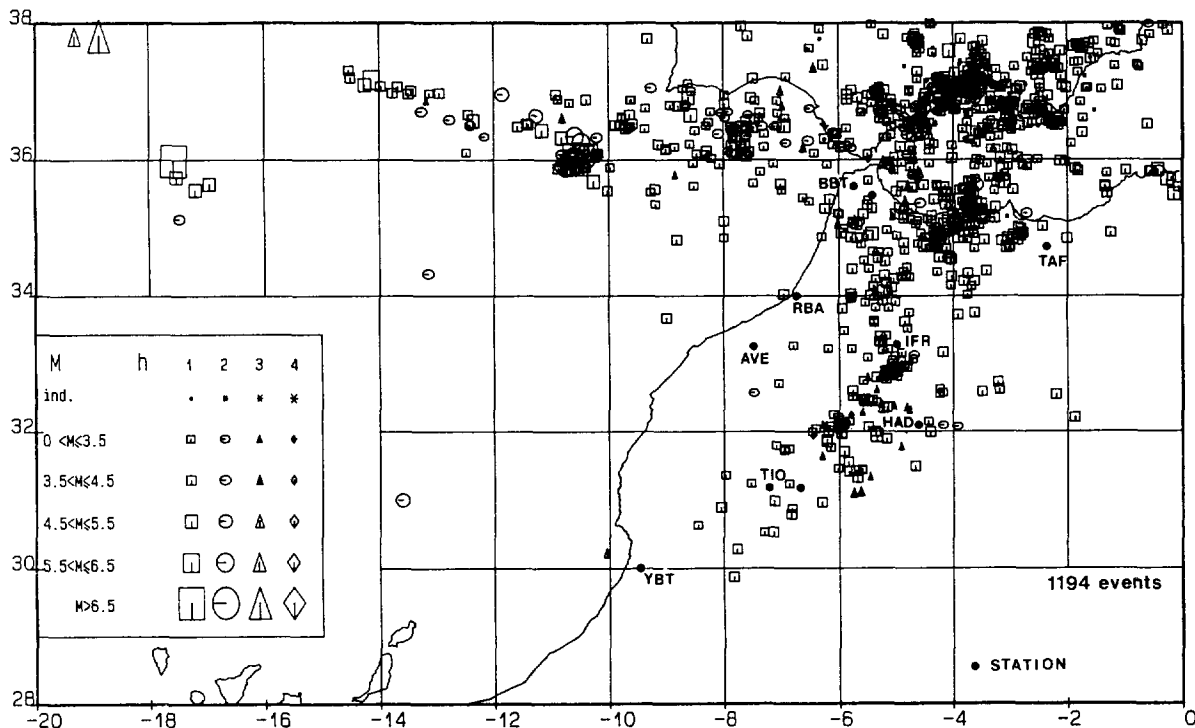 38
36
34
32
30
28
-20
-18
-16
-14
-12
-10
-8
-6
-4
-2
0
BBT
TAF
RBA
AVE
IFR
HAD
TIO
YBT
M h 1 2 3 4
ind.
0 <M≤3.5
3.5<M≤4.5
4.5<M≤5.5
5.5<M≤6.5
M>6.5
1194 events
STATION